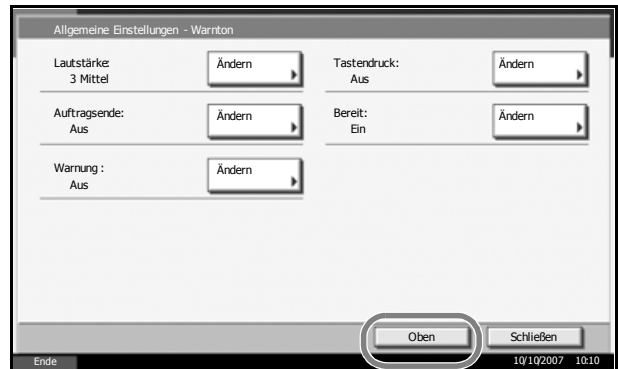 Allgemeine Einstellungen - Warnton
Lautstärke:
3 Mittel
Ändern
Tastendruck:
Aus
Ändern
Auftragsende:
Aus
Ändern
Bereit:
Ein
Ändern
Warnung :
Aus
Ändern
Oben
Schließen
Ende
10/10/2007 10:10